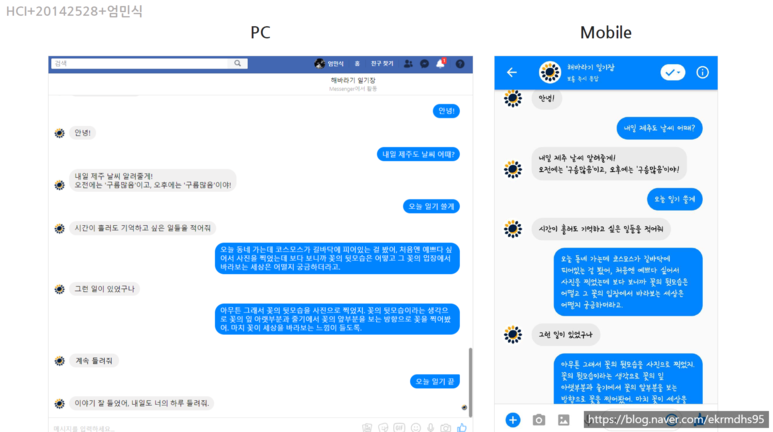 HCI+20142528+엄민식
PC
Mobile
검색
엄민식 홈 친구 찾기
해바라기 일기장
Messenger에서 활동
안녕!
안녕!
내일 제주도 날씨 어때?
내일 제주 날씨 알려줄게!
오전에는 '구름많음'이고, 오후에는 '구름많음'이야!
오늘 일기 쓸게
시간이 흘러도 기억하고 싶은 일들을 적어줘
오늘 동네 가는데 코스모스가 길바닥에 피어있는 걸 봤어, 처음엔 예쁘다 싶
어서 사진을 찍었는데 보다 보니까 꽃의 뒷모습은 어떻고 그 꽃의 입장에서
바라보는 세상은 어떨지 궁금하더라고.
그런 일이 있었구나
아무튼 그래서 꽃의 뒷모습을 사진으로 찍었지. 꽃의 뒷모습이라는 생각으
로 꽃의 잎 아랫부분과 줄기에서 꽃의 앞부분을 보는 방향으로 꽃을 찍어봤
어, 마치 꽃이 세상을 바라보는 느낌이 들도록.
계속 들려줘
오늘 일기 끝
이야기 잘 들었어, 내일도 너의 하루 들려줘.
메시지를 입력하세요...
해바라기 일기장
보통 즉시 응답
안녕!
내일 제주도 날씨 어때?
내일 제주 날씨 알려줄게!
오전에는 '구름많음'이고, 오후에는 '구름많음'이야!
오늘 일기 쓸게
시간이 흘러도 기억하고 싶은 일들을 적어줘
오늘 동네 가는데 코스모스가 길바닥에
피어있는 걸 봤어, 처음엔 예쁘다 싶어서
사진을 찍었는데 보다 보니까 꽃의 뒷모습은
어떻고 그 꽃의 입장에서 바라보는 세상은
어떨지 궁금하더라고.
그런 일이 있었구나
아무튼 그래서 꽃의 뒷모습을 사진으로 찍었지.
꽃의 뒷모습이라는 생각으로 꽃의 잎
아랫부분과 줄기에서 꽃의 앞부분을 보는
방향으로 꽃을 찍어봤어, 마치 꽃이 세상을
https://blog.naver.com/ekrmdhs95